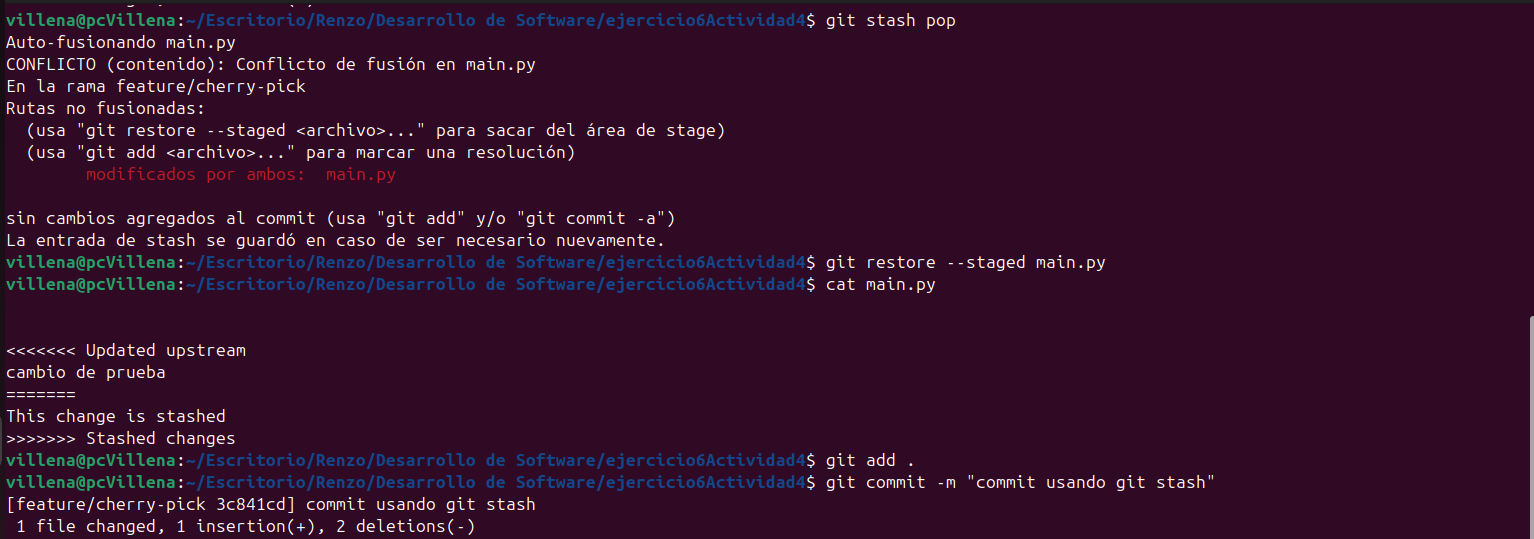 villena@pcVillena:~/Escritorio/Renzo/Desarrollo de Software/ejercicio6Actividad4$ git stash pop
Auto-fusionando main.py
CONFLICTO (contenido): Conflicto de fusión en main.py
En la rama feature/cherry-pick
Rutas no fusionadas:
  (usa "git restore --staged <archivo>..." para sacar del área de stage)
  (usa "git add <archivo>..." para marcar una resolución)
        modificados por ambos:  main.py
sin cambios agregados al commit (usa "git add" y/o "git commit -a")
La entrada de stash se guardó en caso de ser necesario nuevamente.
villena@pcVillena:~/Escritorio/Renzo/Desarrollo de Software/ejercicio6Actividad4$ git restore --staged main.py
villena@pcVillena:~/Escritorio/Renzo/Desarrollo de Software/ejercicio6Actividad4$ cat main.py
<<<<<<< Updated upstream
cambio de prueba
=======
This change is stashed
>>>>>>> Stashed changes
villena@pcVillena:~/Escritorio/Renzo/Desarrollo de Software/ejercicio6Actividad4$ git add .
villena@pcVillena:~/Escritorio/Renzo/Desarrollo de Software/ejercicio6Actividad4$ git commit -m "commit usando git stash"
[feature/cherry-pick 3c841cd] commit usando git stash
 1 file changed, 1 insertion(+), 2 deletions(-)